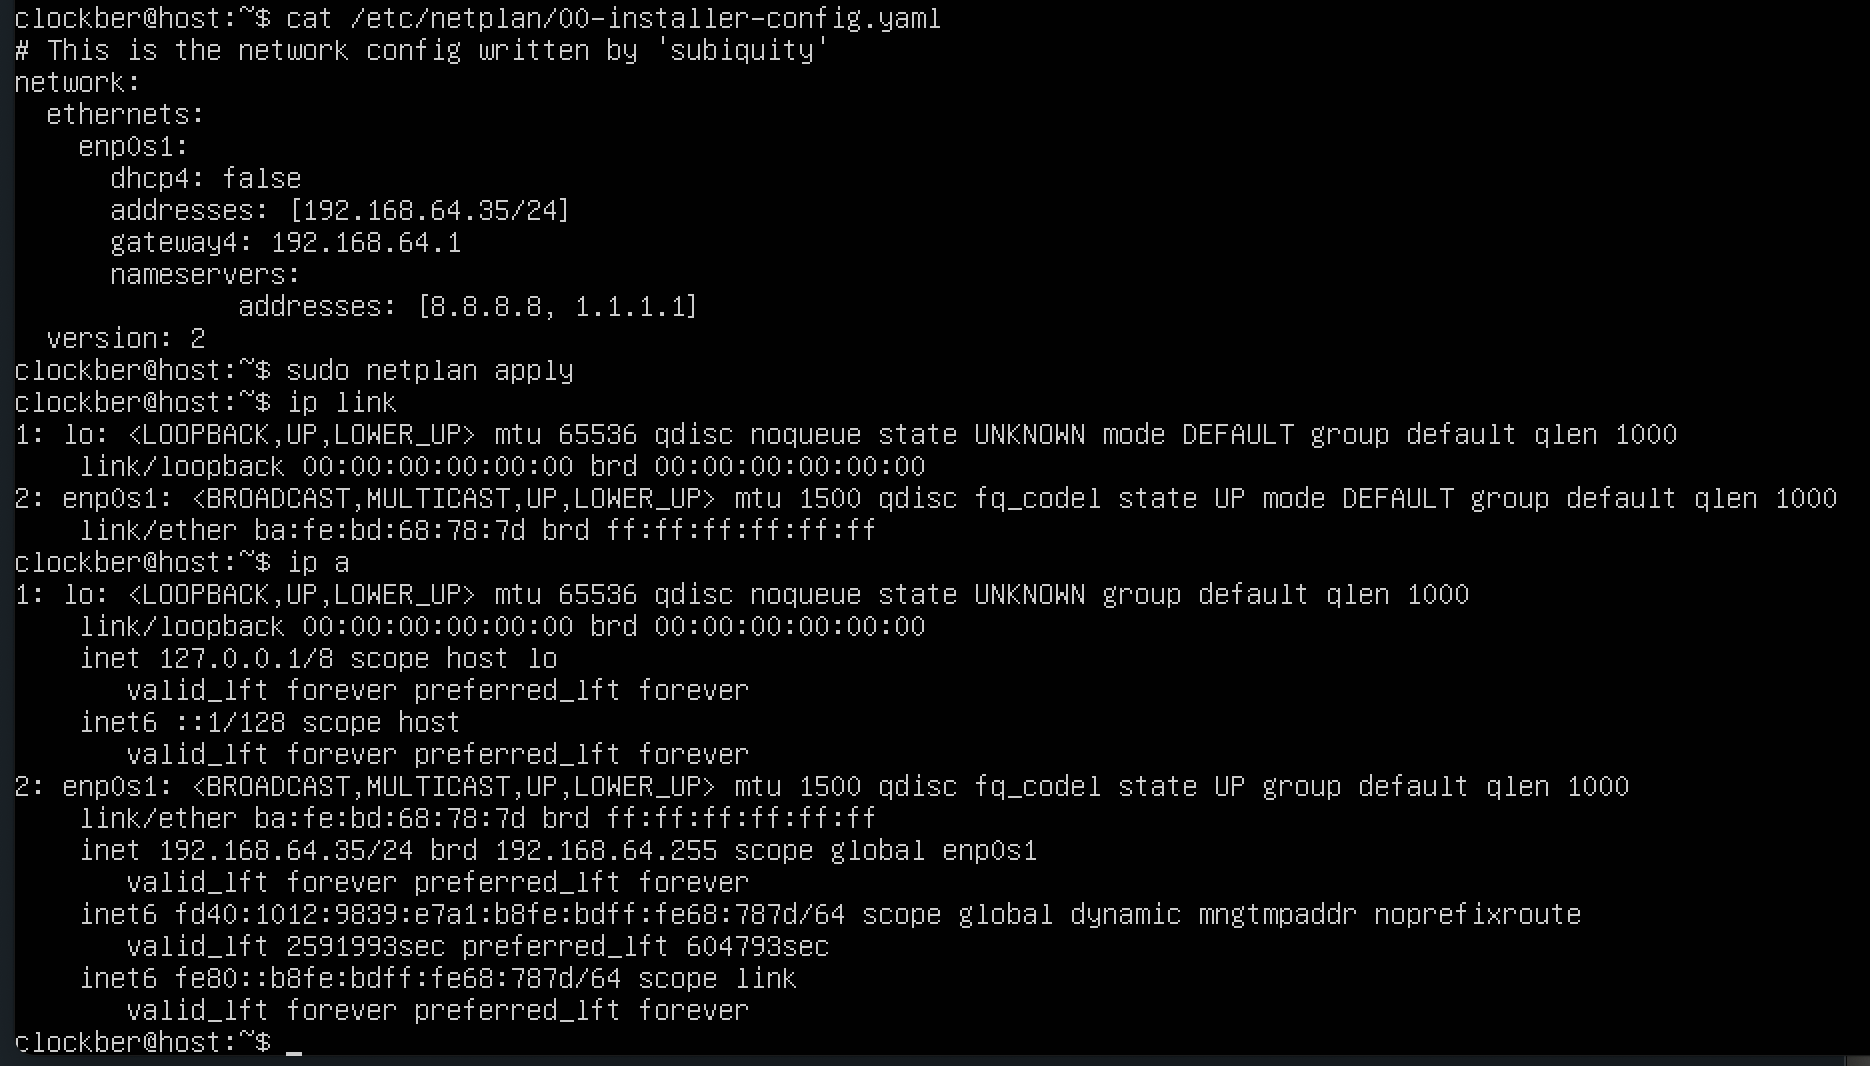 clockber@host:~$ cat /etc/netplan/00-installer-config.yaml
# This is the network config written by 'subiquity'
network:
  ethernets:
    enp0s1:
      dhcp4: false
      addresses: [192.168.64.35/24]
      gateway4: 192.168.64.1
      nameservers:
              addresses: [8.8.8.8, 1.1.1.1]
  version: 2
clockber@host:~$ sudo netplan apply
clockber@host:~$ ip link
1: lo: <LOOPBACK,UP,LOWER_UP> mtu 65536 qdisc noqueue state UNKNOWN mode DEFAULT group default qlen 1000
    link/loopback 00:00:00:00:00:00 brd 00:00:00:00:00:00
2: enp0s1: <BROADCAST,MULTICAST,UP,LOWER_UP> mtu 1500 qdisc fq_codel state UP mode DEFAULT group default qlen 1000
    link/ether ba:fe:bd:68:78:7d brd ff:ff:ff:ff:ff:ff
clockber@host:~$ ip a
1: lo: <LOOPBACK,UP,LOWER_UP> mtu 65536 qdisc noqueue state UNKNOWN group default qlen 1000
    link/loopback 00:00:00:00:00:00 brd 00:00:00:00:00:00
    inet 127.0.0.1/8 scope host lo
       valid_lft forever preferred_lft forever
    inet6 ::1/128 scope host
       valid_lft forever preferred_lft forever
2: enp0s1: <BROADCAST,MULTICAST,UP,LOWER_UP> mtu 1500 qdisc fq_codel state UP group default qlen 1000
    link/ether ba:fe:bd:68:78:7d brd ff:ff:ff:ff:ff:ff
    inet 192.168.64.35/24 brd 192.168.64.255 scope global enp0s1
       valid_lft forever preferred_lft forever
    inet6 fd40:1012:9839:e7a1:b8fe:bdff:fe68:787d/64 scope global dynamic mngtmpaddr noprefixroute
       valid_lft 2591993sec preferred_lft 604793sec
    inet6 fe80::b8fe:bdff:fe68:787d/64 scope link
       valid_lft forever preferred_lft forever
clockber@host:~$ _